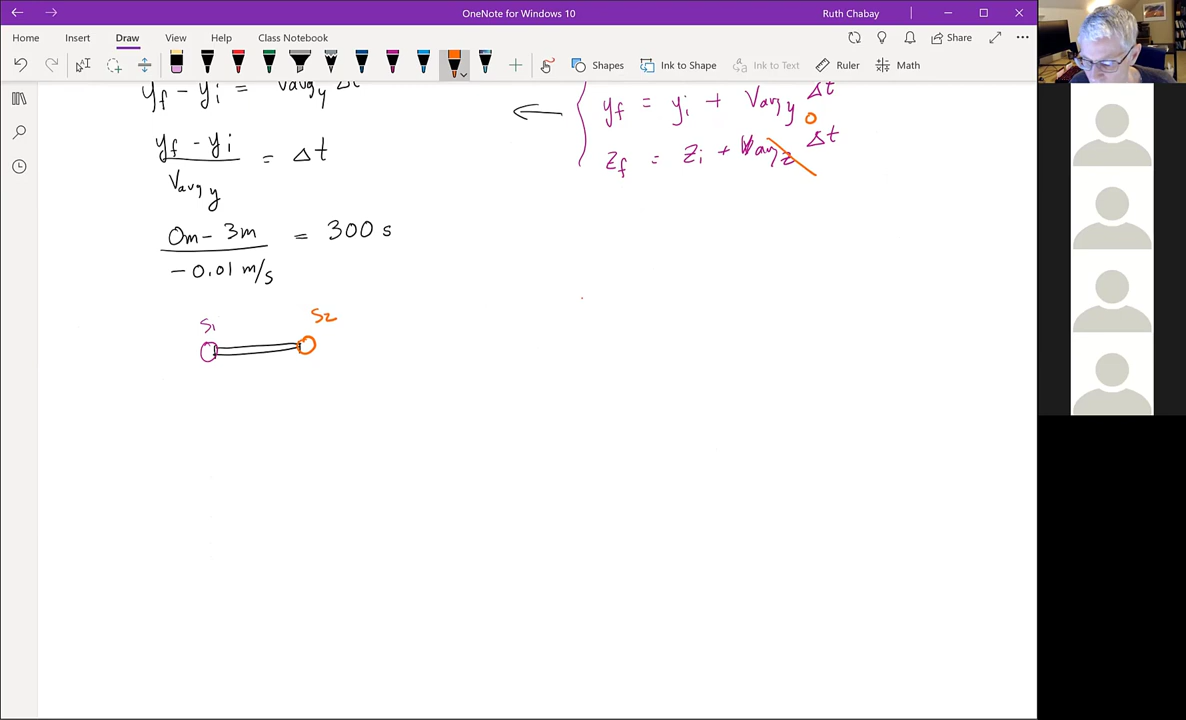 OneNote for Windows 10
Ruth Chabay
Home Insert Draw View Help Class Notebook
Share
Shapes Ink to Shape Ink to Text Ruler Math
yf - yi = Vavg y Δt
yf - yi / Vavg y = Δt
0m - 3m / -0.01 m/s = 300 s
S1 S2
yf = yi + Vavg y Δt
0
zf = zi + Vavg z Δt